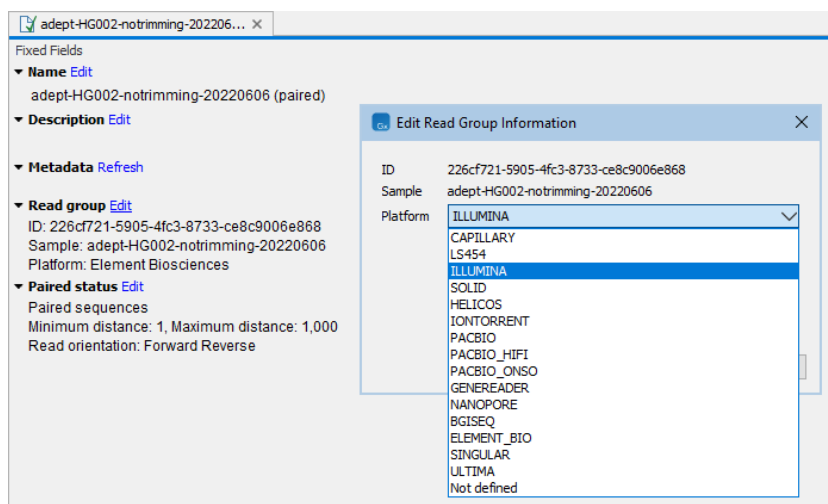 adept-HG002-notrimming-202206... ×
Fixed Fields
Name Edit
adept-HG002-notrimming-20220606 (paired)
Description Edit
Metadata Refresh
Read group Edit
ID: 226cf721-5905-4fc3-8733-ce8c9006e868
Sample: adept-HG002-notrimming-20220606
Platform: Element Biosciences
Paired status Edit
Paired sequences
Minimum distance: 1, Maximum distance: 1,000
Read orientation: Forward Reverse
Gx Edit Read Group Information
ID 226cf721-5905-4fc3-8733-ce8c9006e868
Sample adept-HG002-notrimming-20220606
Platform ILLUMINA
CAPILLARY
LS454
ILLUMINA
SOLID
HELICOS
IONTORRENT
PACBIO
PACBIO_HIFI
PACBIO_ONSO
GENEREADER
NANOPORE
BGISEQ
ELEMENT_BIO
SINGULAR
ULTIMA
Not defined